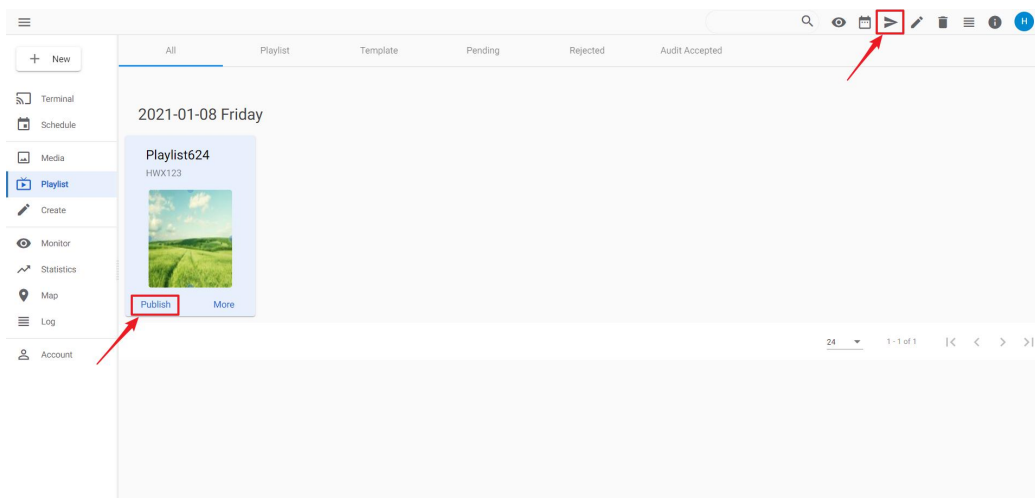 H
+ New
All Playlist Template Pending Rejected Audit Accepted
Terminal
Schedule
Media
Playlist
Create
Monitor
Statistics
Map
Log
Account
2021-01-08 Friday
Playlist624
HWX123
Publish More
24 1 - 1 of 1